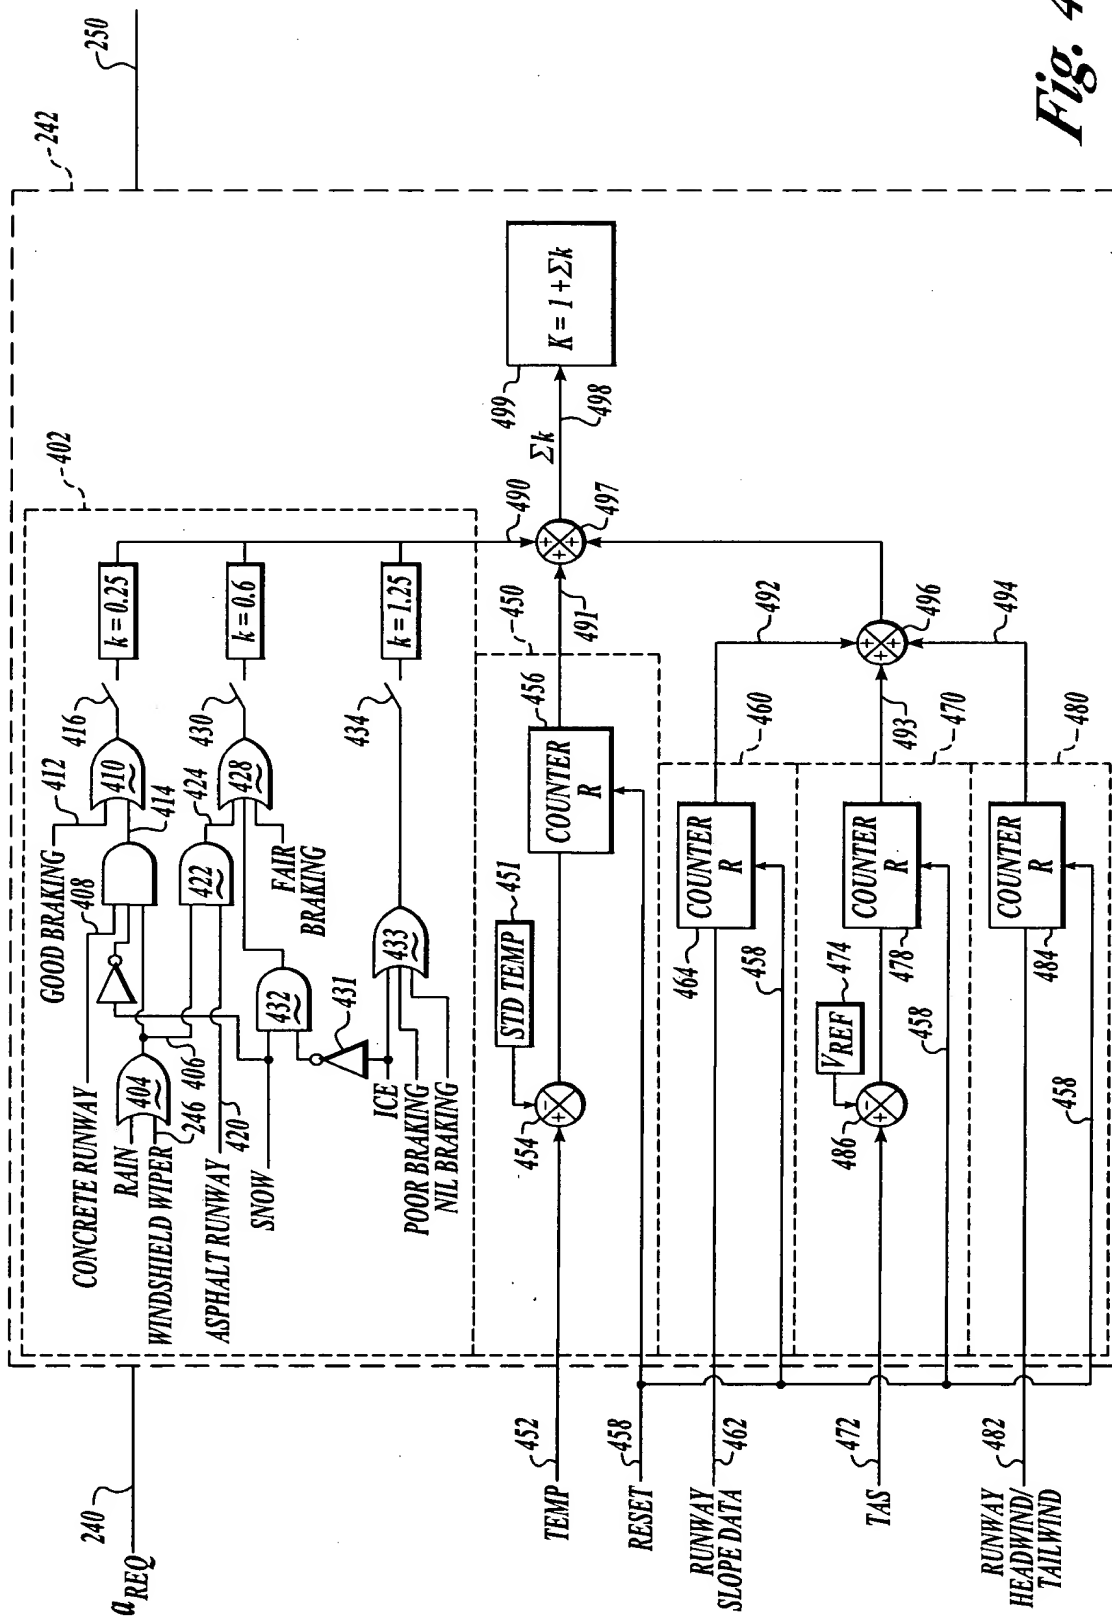 a REQ
240
242
250
402
CONCRETE RUNWAY
GOOD BRAKING
408
412
RAIN
WINDSHIELD WIPER
246
404
406
414
410
416
k = 0.25
ASPHALT RUNWAY
420
422
424
428
430
k = 0.6
FAIR
BRAKING
SNOW
432
431
ICE
POOR BRAKING
NIL BRAKING
433
434
k = 1.25
490
TEMP
452
454
-
+
STD TEMP
451
COUNTER
R
456
450
491
+
+
+
497
Σk
498
499
K = 1 + Σk
RESET
458
RUNWAY
SLOPE DATA
462
464
COUNTER
R
458
460
492
TAS
472
486
-
+
VREF
474
COUNTER
R
478
458
470
493
+
+
+
496
RUNWAY
HEADWIND/
TAILWIND
482
484
COUNTER
R
458
480
494
Fig. 4